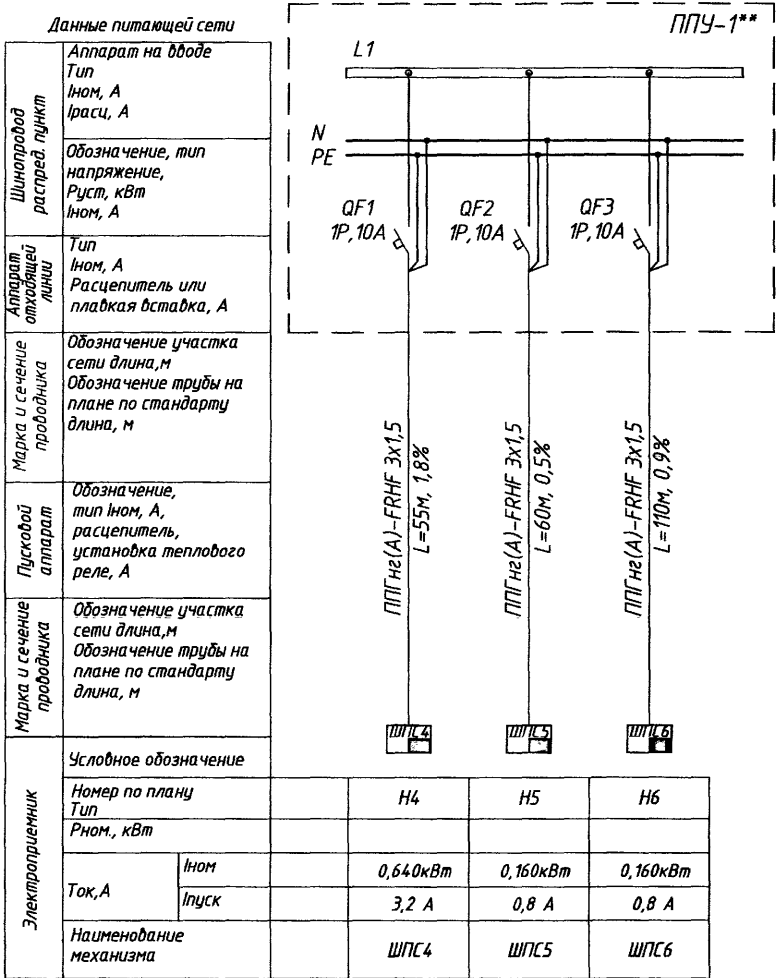 Данные питающей сети
ППУ-1**
Шинопровод распред. пункт
Аппарат на вводе
Тип
Iном, А
Iрасц, А
Обозначение, тип
напряжение,
Руст, кВт
Iном, А
L1
N
PE
QF1
1P,10A
QF2
1P,10A
QF3
1P,10A
Аппарат отходящей линии
Тип
Iном, А
Расцепитель или
плавкая вставка, А
Марка и сечение проводника
Обозначение участка
сети длина,м
Обозначение трубы на
плане по стандарту
длина, м
ППГнг(А)-FRHF 3х1,5
L=55м, 1,8%
ППГнг(А)-FRHF 3х1,5
L=60м, 0,5%
ППГнг(А)-FRHF 3х1,5
L=110м, 0,9%
Пусковой аппарат
Обозначение,
тип Iном, А,
расцепитель,
установка теплового
реле, А
Марка и сечение проводника
Обозначение участка
сети длина,м
Обозначение трубы на
плане по стандарту
длина, м
ШПС4
ШПС5
ШПС6
Электроприемник
Условное обозначение
Номер по плану
Тип
Н4
Н5
Н6
Рном., кВт
Ток,А
Iном
0,640кВт
0,160кВт
0,160кВт
Iпуск
3,2 А
0,8 А
0,8 А
Наименование
механизма
ШПС4
ШПС5
ШПС6